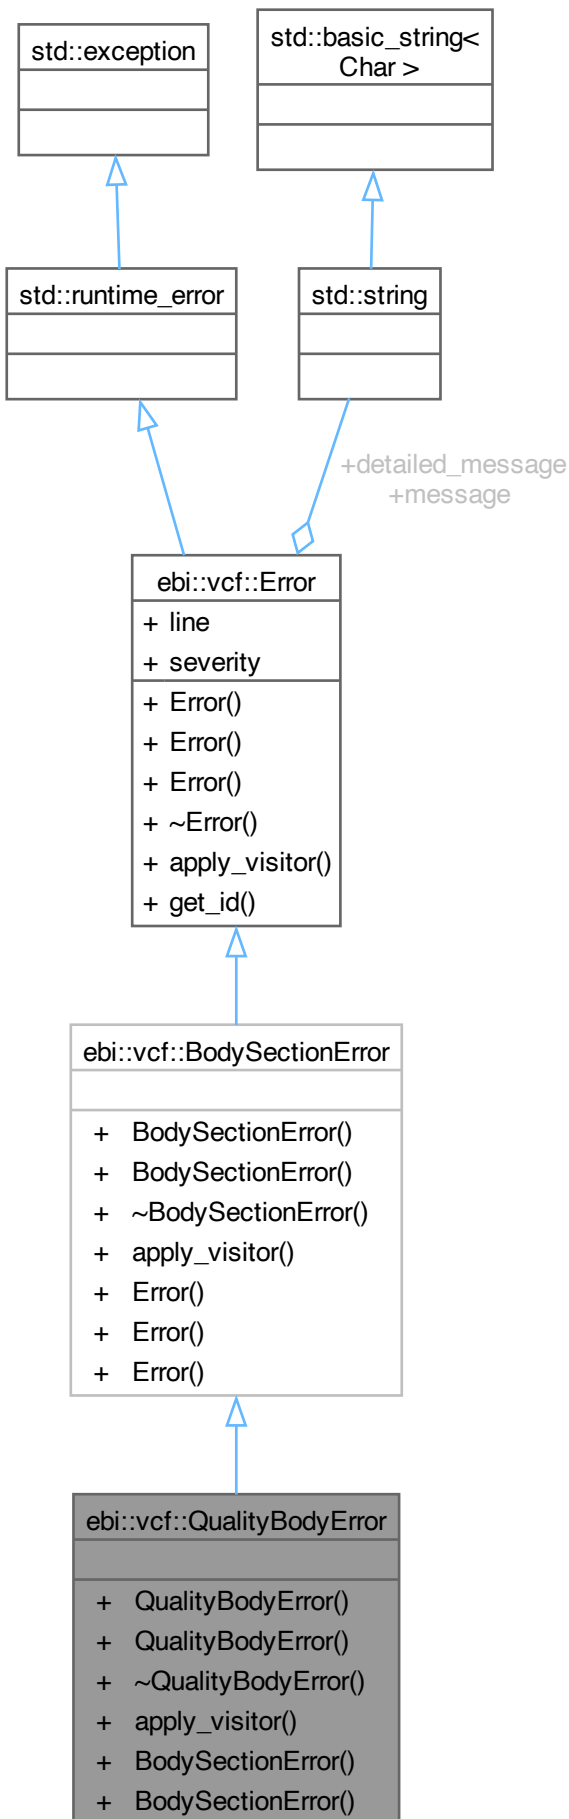 std::exception
std::basic_string<
Char >
std::runtime_error
std::string
+detailed_message
+message
ebi::vcf::Error
+ line
+ severity
+ Error()
+ Error()
+ Error()
+ ~Error()
+ apply_visitor()
+ get_id()
ebi::vcf::BodySectionError
+ BodySectionError()
+ BodySectionError()
+ ~BodySectionError()
+ apply_visitor()
+ Error()
+ Error()
+ Error()
ebi::vcf::QualityBodyError
+ QualityBodyError()
+ QualityBodyError()
+ ~QualityBodyError()
+ apply_visitor()
+ BodySectionError()
+ BodySectionError()